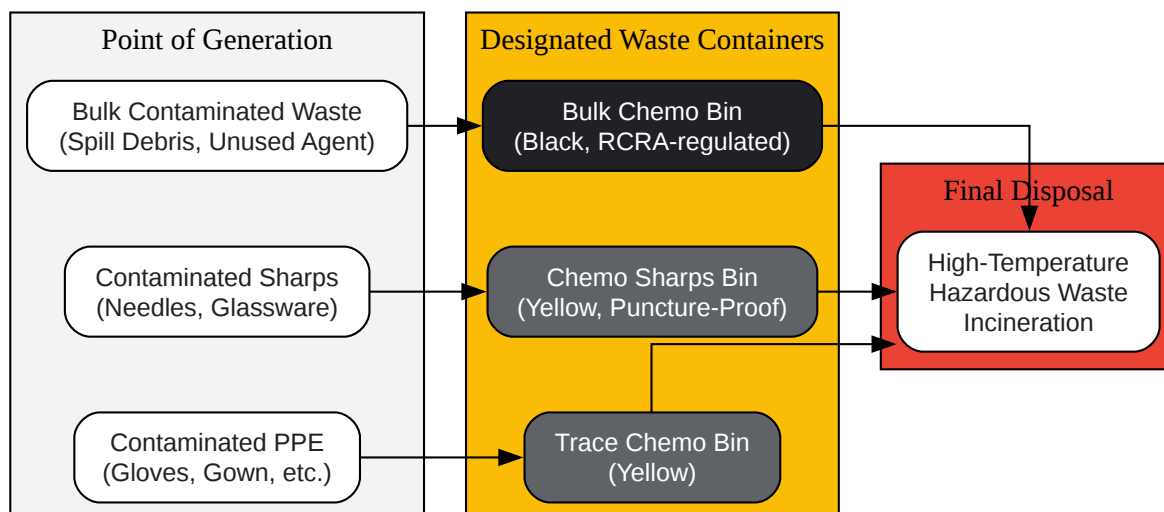 Point of Generation
Bulk Contaminated Waste
(Spill Debris, Unused Agent)
Contaminated Sharps
(Needles, Glassware)
Contaminated PPE
(Gloves, Gown, etc.)
Designated Waste Containers
Bulk Chemo Bin
(Black, RCRA-regulated)
Chemo Sharps Bin
(Yellow, Puncture-Proof)
Trace Chemo Bin
(Yellow)
Final Disposal
High-Temperature
Hazardous Waste
Incineration